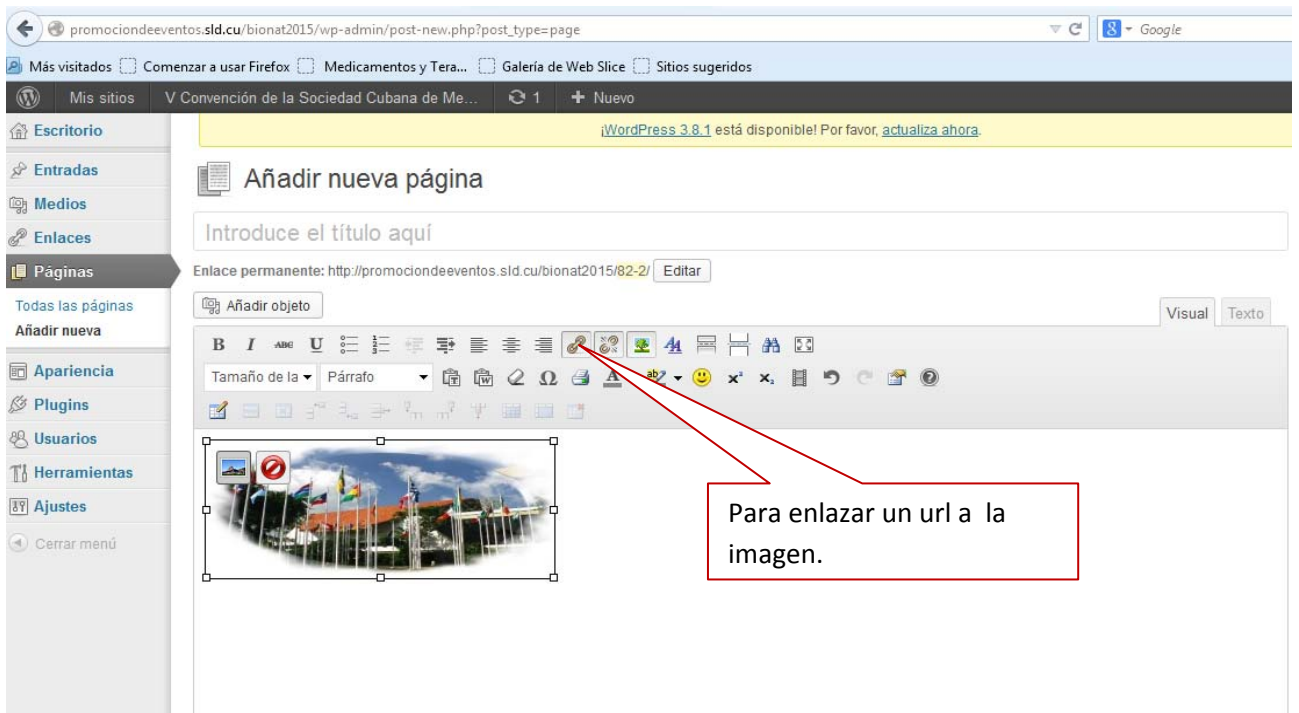 promociondeeventos.sld.cu/bionat2015/wp-admin/post-new.php?post_type=page
Google
Más visitados Comenzar a usar Firefox Medicamentos y Tera... Galería de Web Slice Sitios sugeridos
Mis sitios V Convención de la Sociedad Cubana de Me... 1 + Nuevo
Escritorio
¡WordPress 3.8.1 está disponible! Por favor, actualiza ahora.
Entradas
Medios
Enlaces
Páginas
Todas las páginas
Añadir nueva
Apariencia
Plugins
Usuarios
Herramientas
Ajustes
Cerrar menú
Añadir nueva página
Introduce el título aquí
Enlace permanente: http://promociondeeventos.sld.cu/bionat2015/82-2/ Editar
Añadir objeto
Visual Texto
B I ABC U
Tamaño de la Párrafo
Para enlazar un url a la
imagen.